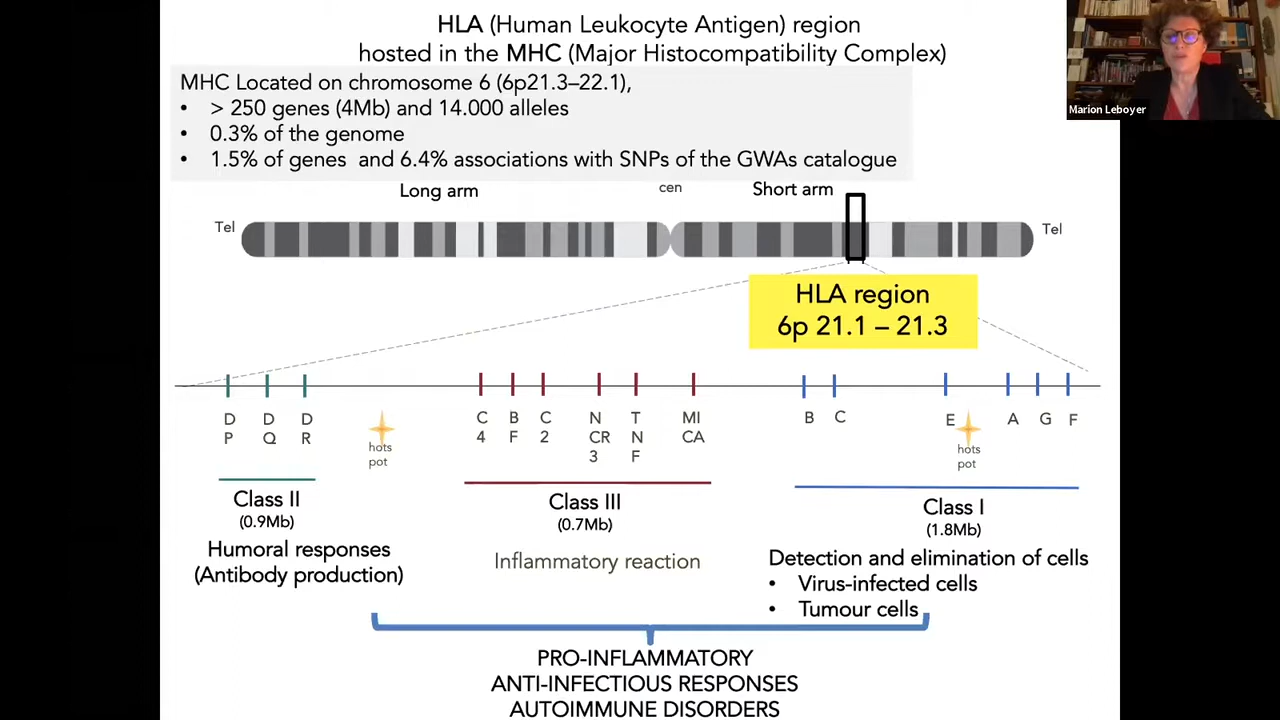 HLA (Human Leukocyte Antigen) region
hosted in the MHC (Major Histocompatibility Complex)
MHC Located on chromosome 6 (6p21.3–22.1),
• > 250 genes (4Mb) and 14.000 alleles
• 0.3% of the genome
• 1.5% of genes and 6.4% associations with SNPs of the GWAs catalogue
Marion Leboyer
Long arm
cen
Short arm
Tel
Tel
HLA region
6p 21.1 – 21.3
D
P
D
Q
D
R
hots
pot
C
4
B
F
C
2
N
CR
3
T
N
F
MI
CA
B
C
E
hots
pot
A
G
F
Class II
(0.9Mb)
Humoral responses
(Antibody production)
Class III
(0.7Mb)
Inflammatory reaction
Class I
(1.8Mb)
Detection and elimination of cells
• Virus-infected cells
• Tumour cells
PRO-INFLAMMATORY
ANTI-INFECTIOUS RESPONSES
AUTOIMMUNE DISORDERS